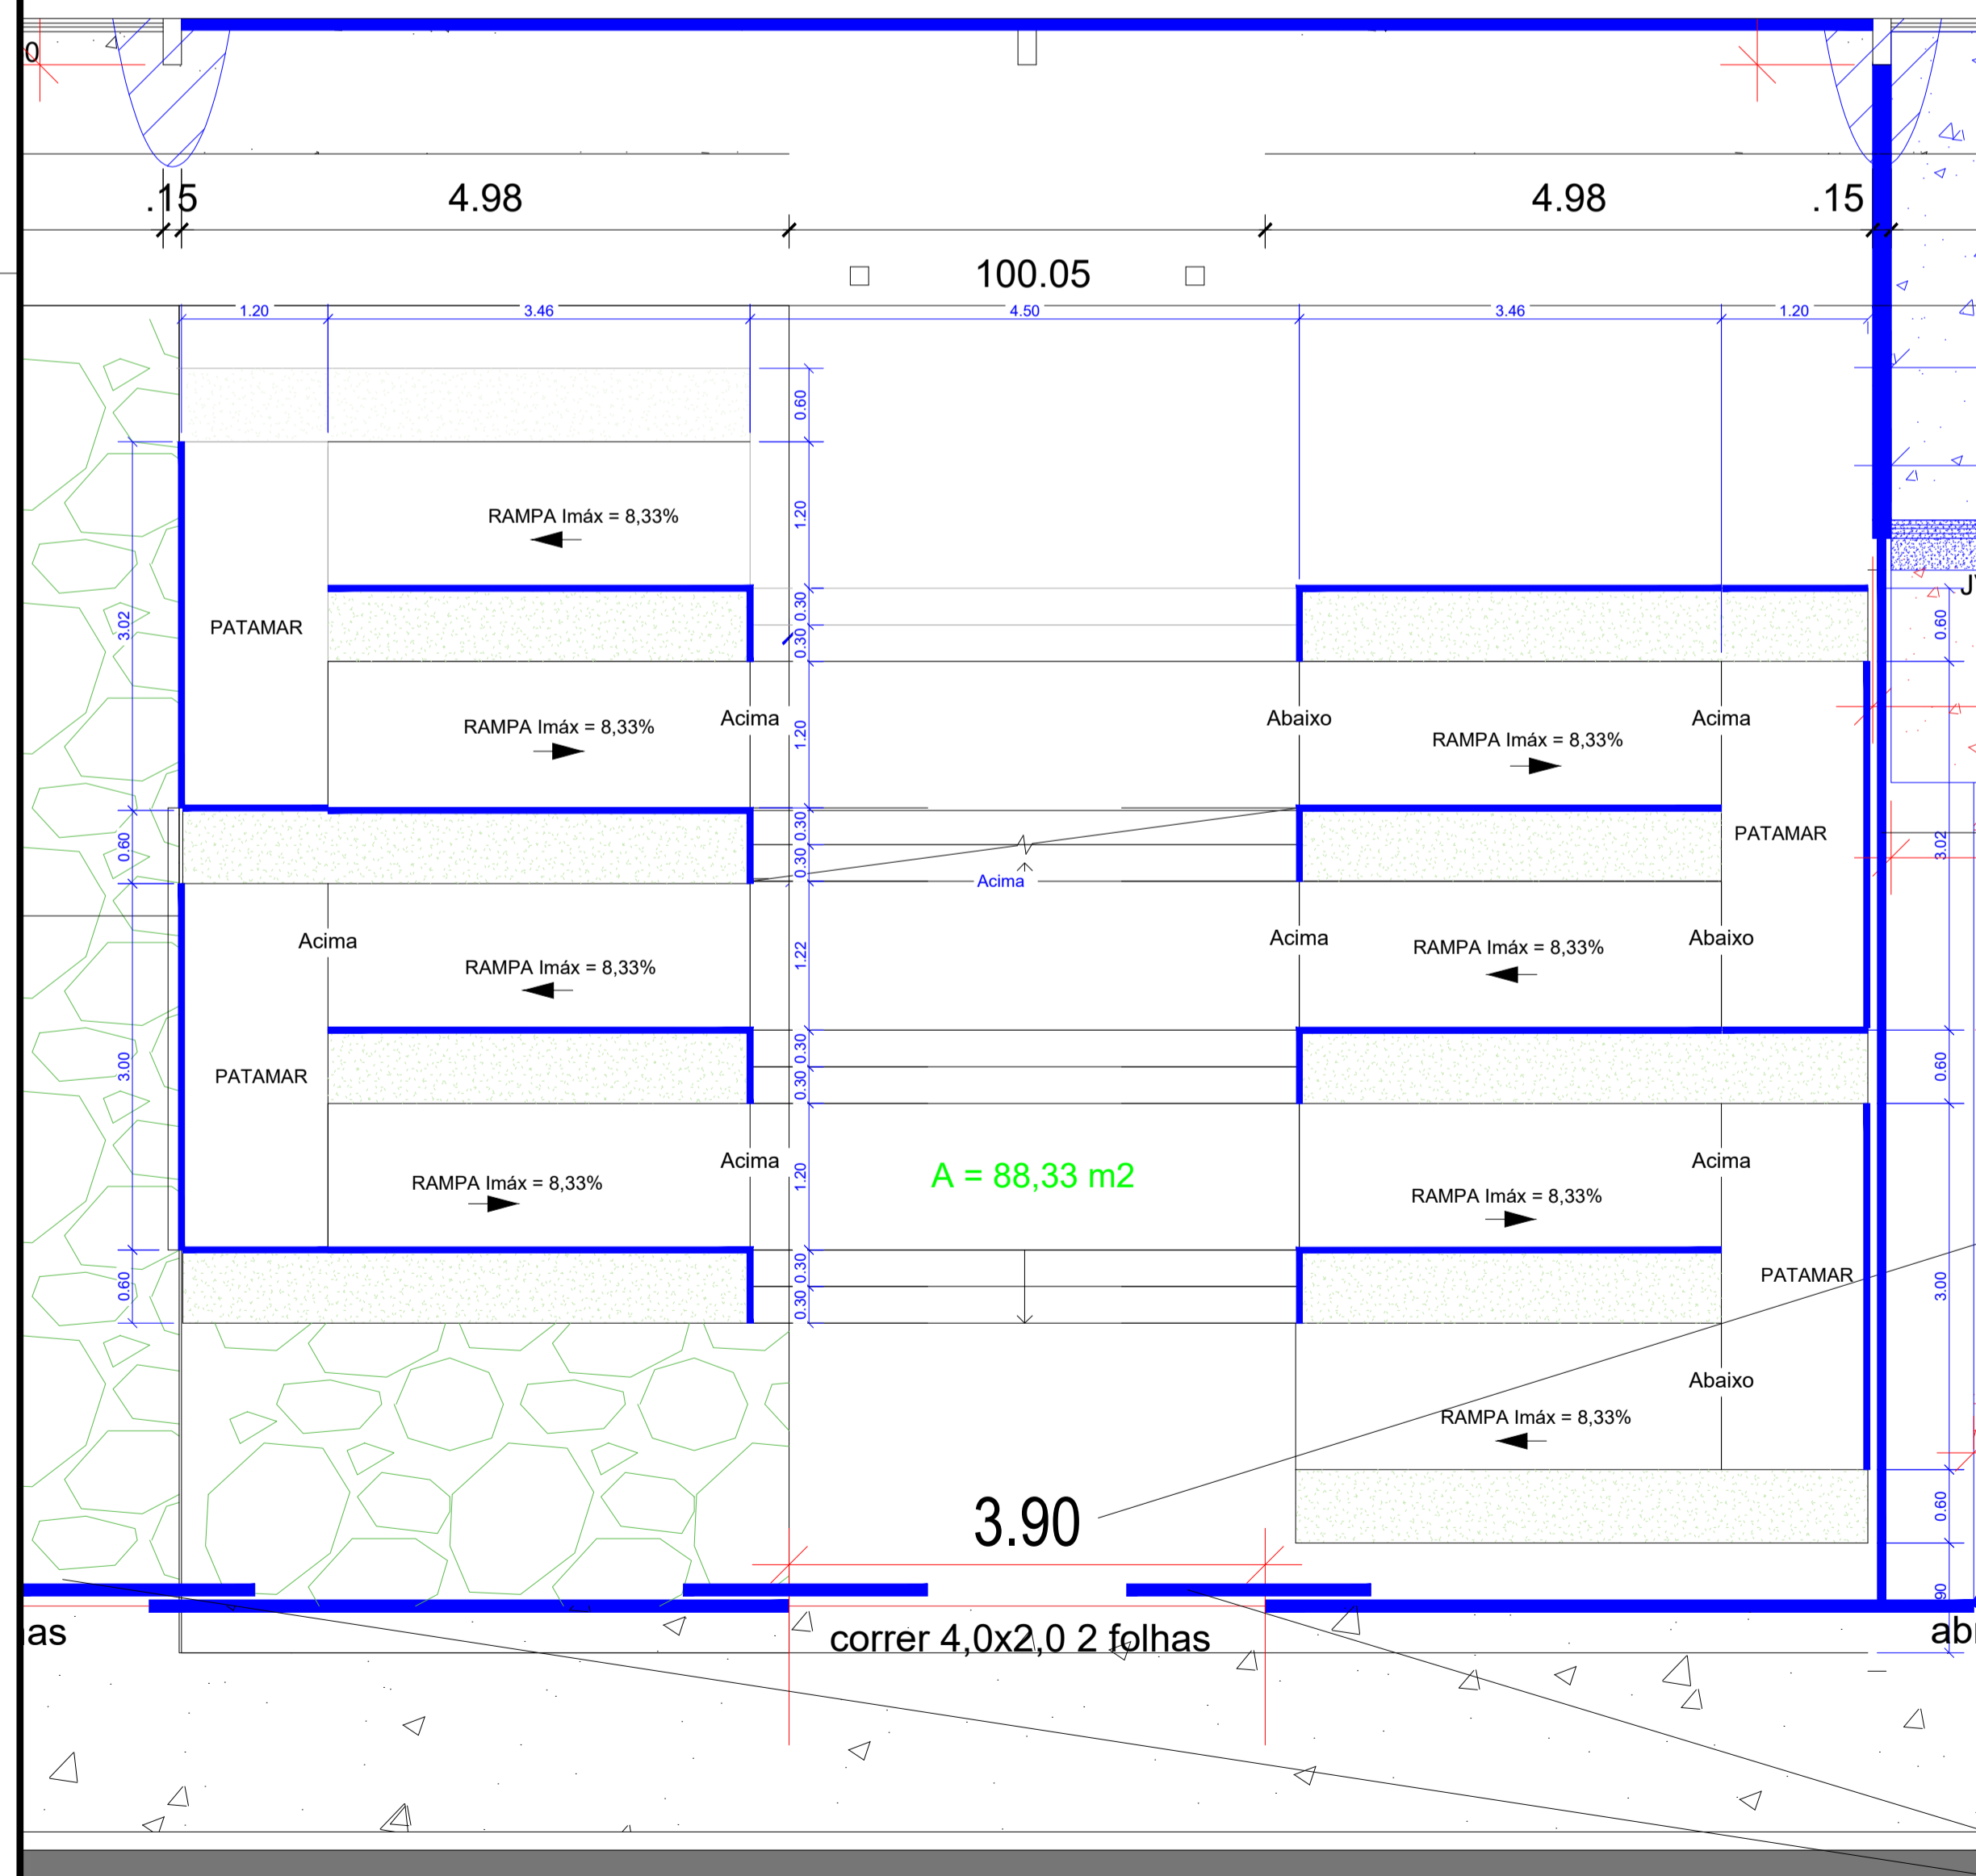 0
.15
4.98
4.98
.15
100.05
1.20
3.46
4.50
3.46
1.20
0.60
RAMPA Imáx = 8,33%
1.20
PATAMAR
3.02
0.30
0.30
0.60
RAMPA Imáx = 8,33%
Acima
1.20
Abaixo
RAMPA Imáx = 8,33%
Acima
0.60
0.30
0.30
Acima
PATAMAR
3.02
Acima
RAMPA Imáx = 8,33%
1.22
Acima
RAMPA Imáx = 8,33%
Abaixo
3.00
PATAMAR
0.30
0.30
0.60
RAMPA Imáx = 8,33%
Acima
1.20
A = 88,33 m2
RAMPA Imáx = 8,33%
Acima
0.60
0.30
0.30
PATAMAR
3.00
Abaixo
RAMPA Imáx = 8,33%
3.90
0.60
correr 4,0x2,0 2 folhas